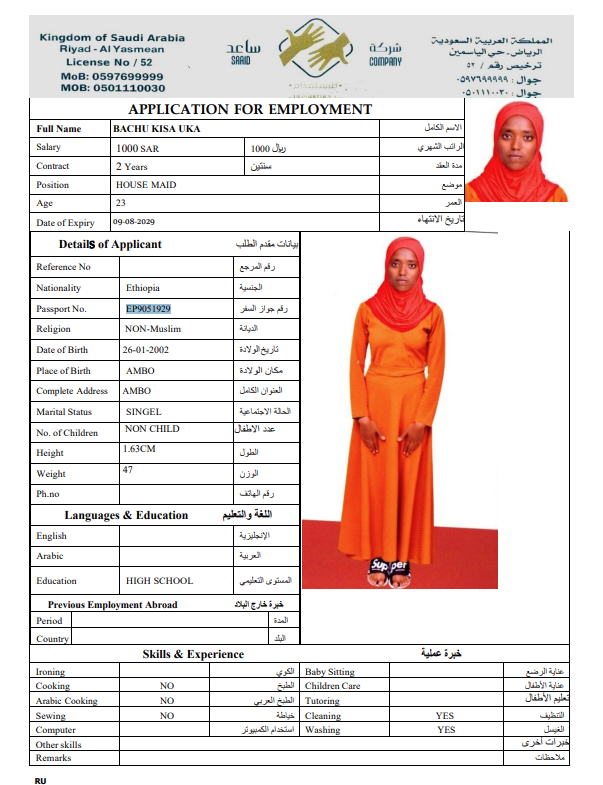 Kingdom of Saudi Arabia
Riyad - Al Yasmean
License No / 52
MoB: 0597699999
MOB: 0501110030
ساعد
SAAID
شركة
COMPANY
المملكة العربية السعودية
الرياض. حي الياسمين
ترخيص رقم / ٥٢
جوال : ٠٥٩٧٦٩٩٩٩٩
جوال : ٠٥٠١١١٠٠٣٠
APPLICATION FOR EMPLOYMENT
Full Name BACHU KISA UKA الاسم الكامل
Salary 1000 SAR 1000 ريال الراتب الشهري
Contract 2 Years سنتين مدة العقد
Position HOUSE MAID موضع
Age 23 العمر
Date of Expiry 09-08-2029 تاريخ الانتهاء
Details of Applicant بيانات مقدم الطلب
Reference No رقم المرجع
Nationality Ethiopia الجنسية
Passport No. EP9051929 رقم جواز السفر
Religion NON-Muslim الديانة
Date of Birth 26-01-2002 تاريخ الولادة
Place of Birth AMBO مكان الولادة
Complete Address AMBO العنوان الكامل
Marital Status SINGEL الحالة الاجتماعية
No. of Children NON CHILD عدد الاطفال
Height 1.63CM الطول
Weight 47 الوزن
Ph.no رقم الهاتف
Languages & Education اللغة والتعليم
English الإنجليزية
Arabic العربية
Education HIGH SCHOOL المستوى التعليمي
Previous Employment Abroad خبرة خارج البلاد
Period المدة
Country البلد
Super
Skills & Experience خبرة عملية
Ironing الكوي Baby Sitting عناية الرضع
Cooking NO الطبخ Children Care عناية الأطفال
Arabic Cooking NO الطبخ العربي Tutoring تعليم الأطفال
Sewing NO خياطة Cleaning YES التنظيف
Computer استخدام الكمبيوتر Washing YES الغيسل
Other skills خبرات أخرى
Remarks ملاحظات
RU